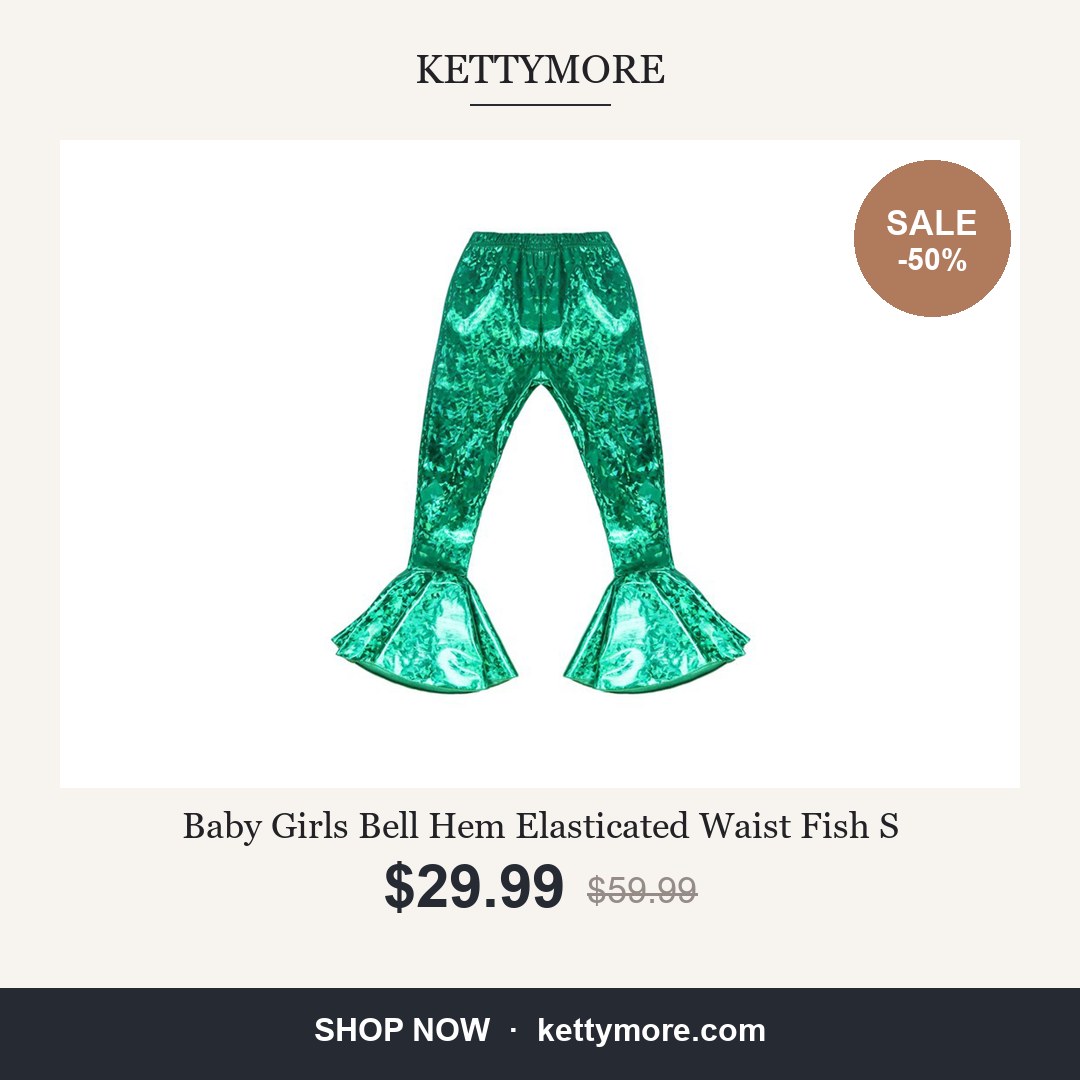 KETTYMORE
SALE
-50%
Baby Girls Bell Hem Elasticated Waist Fish S
$29.99 $59.99
SHOP NOW · kettymore.com